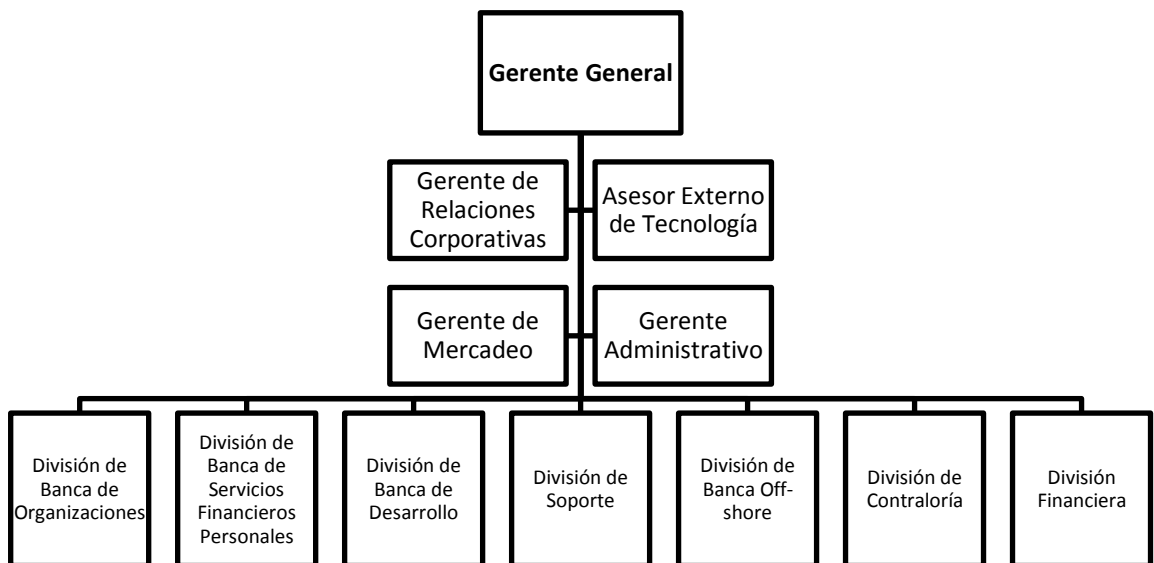 Gerente General
Gerente de
Relaciones
Corporativas
Asesor Externo
de Tecnología
Gerente de
Mercadeo
Gerente
Administrativo
División de
Banca de
Organizaciones
División de
Banca de
Servicios
Financieros
Personales
División de
Banca de
Desarrollo
División de
Soporte
División de
Banca Off-
shore
División de
Contraloría
División
Financiera